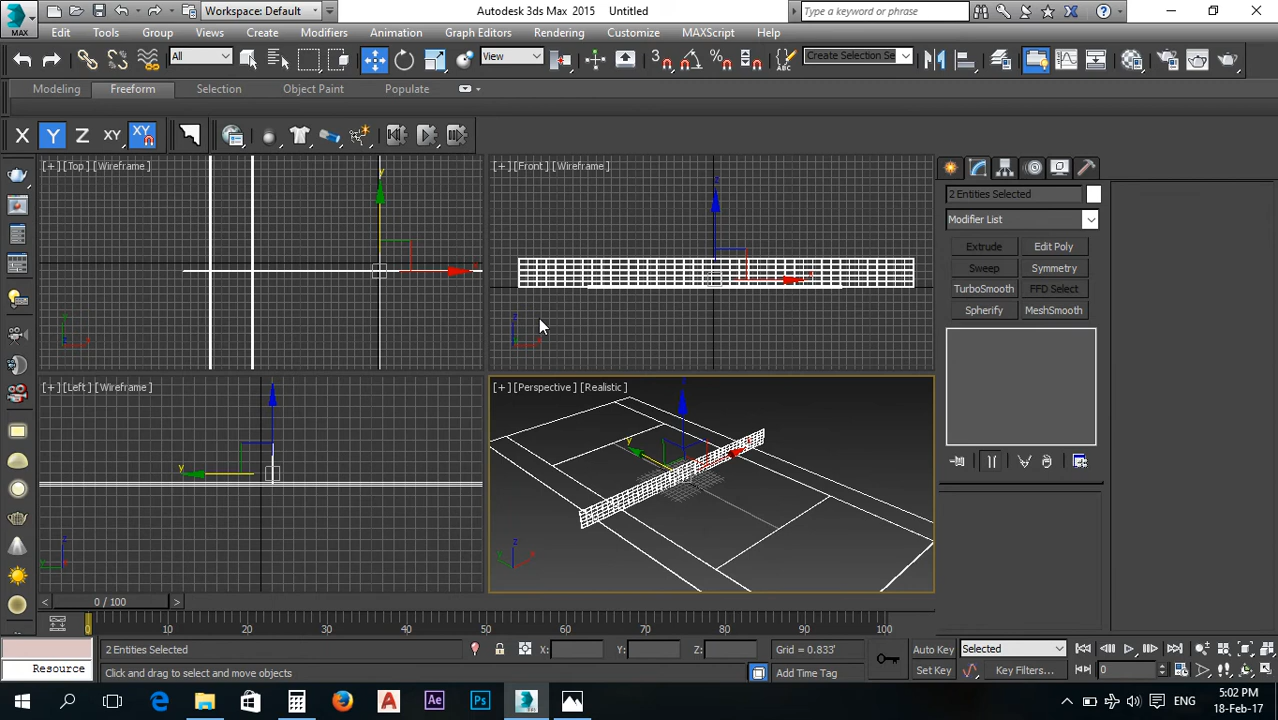 Workspace: Default
Autodesk 3ds Max 2015
Untitled
Type a keyword or phrase
MAX
Edit
Tools
Group
Views
Create
Modifiers
Animation
Graph Editors
Rendering
Customize
MAXScript
Help
All
View
3
Create Selection Se
Modeling
Freeform
Selection
Object Paint
Populate
X
Y
Z
XY
XY
[+] [Top] [Wireframe]
[+] [Front] [Wireframe]
[+] [Left] [Wireframe]
[+] [Perspective] [Realistic]
2 Entities Selected
Modifier List
Extrude
Edit Poly
Sweep
Symmetry
TurboSmooth
FFD Select
Spherify
MeshSmooth
0 / 100
0
10
20
30
40
50
60
70
80
90
100
2 Entities Selected
X:
Y:
Z:
Grid = 0.833'
Auto Key
Selected
Resource
Click and drag to select and move objects
Add Time Tag
Set Key
Key Filters...
0
ENG
5:02 PM
18-Feb-17